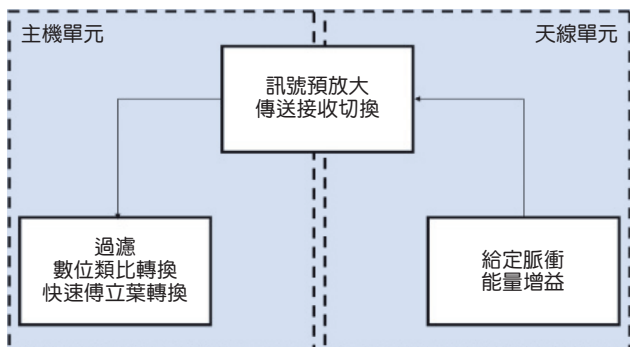 主機單元
天線單元
訊號預放大
傳送接收切換
過濾
數位類比轉換
快速傅立葉轉換
給定脈衝
能量增益